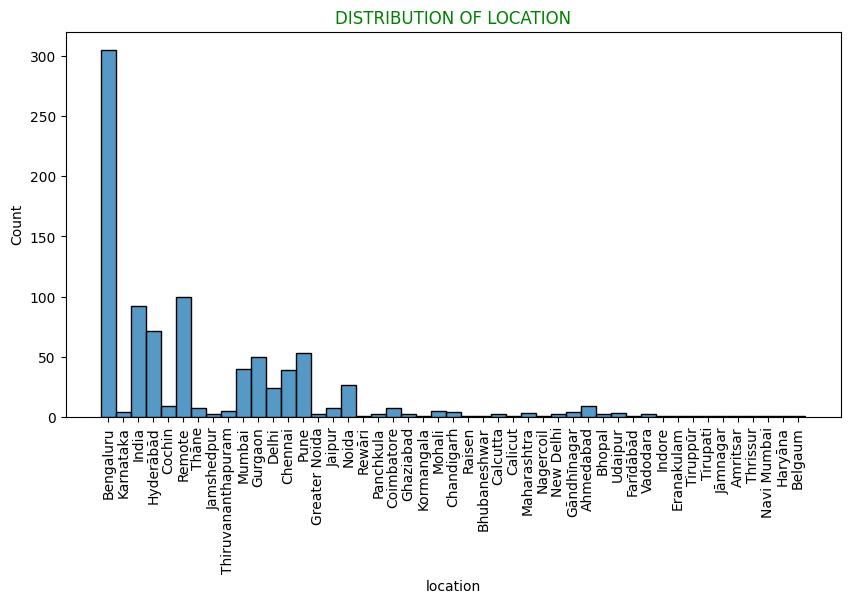 DISTRIBUTION OF LOCATION
Count
300
250
200
150
100
50
0
Bengaluru
Karnataka
India
Hyderābād
Cochin
Remote
Thāne
Jamshedpur
Thiruvananthapuram
Mumbai
Gurgaon
Delhi
Chennai
Pune
Greater Noida
Jaipur
Noida
Rewāri
Panchkula
Coimbatore
Ghaziabad
Kormangala
Mohali
Chandīgarh
Raisen
Bhubaneshwar
Calcutta
Calicut
Maharashtra
Nagercoil
New Delhi
Gāndhīnagar
Ahmedabad
Bhopal
Udaipur
Farīdābād
Vadodara
Indore
Eranakulam
Tiruppūr
Tirupati
Jāmnagar
Amritsar
Thrissur
Navi Mumbai
Haryāna
Belgaum
location